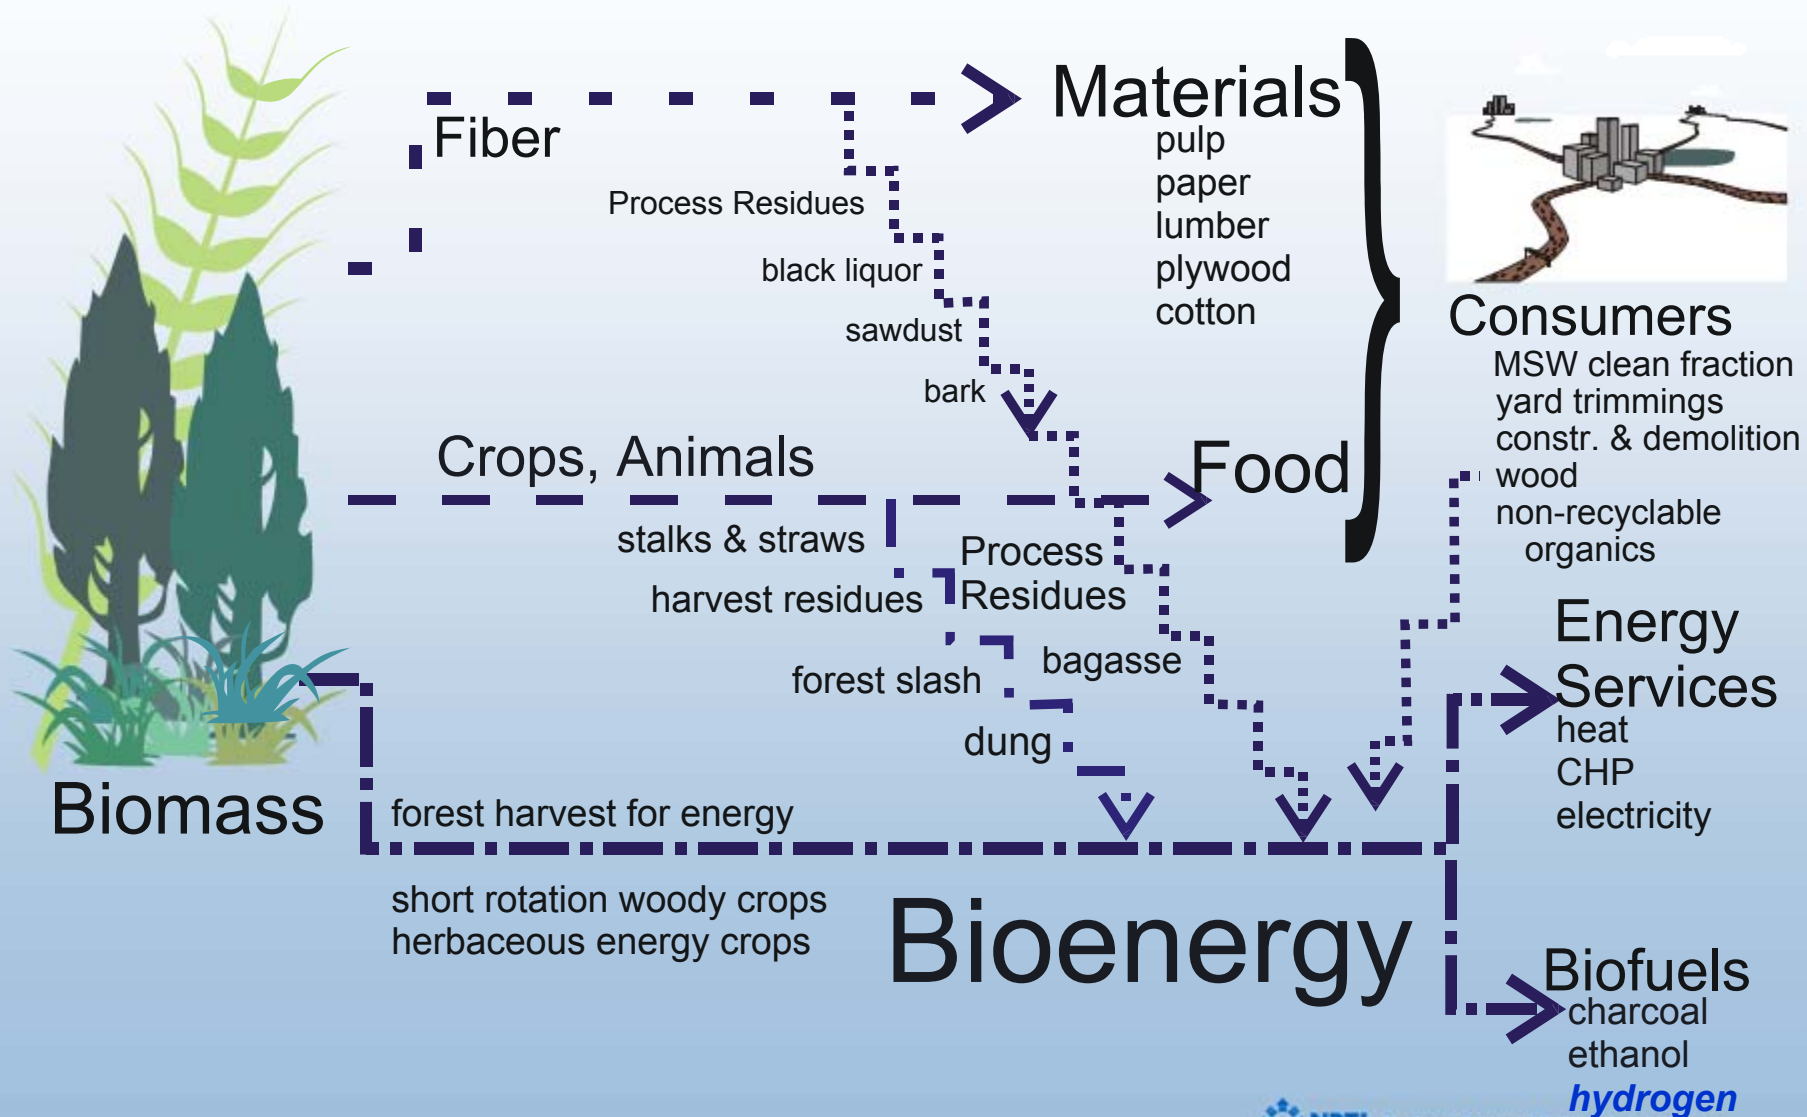 Fiber
Materials
pulp
paper
lumber
plywood
cotton
Process Residues
black liquor
sawdust
bark
Consumers
MSW clean fraction
yard trimmings
constr. & demolition
wood
non-recyclable
organics
Crops, Animals
Food
stalks & straws
harvest residues
forest slash
dung
Process
Residues
bagasse
Energy
Services
heat
CHP
electricity
Biomass
forest harvest for energy
short rotation woody crops
herbaceous energy crops
Bioenergy
Biofuels
charcoal
ethanol
hydrogen